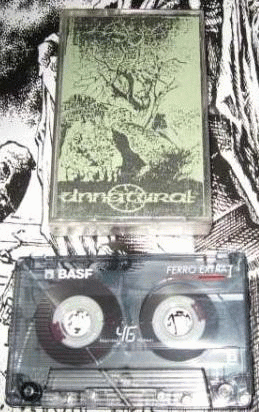 unnatural
BASF
FERRO EXTRA I
46